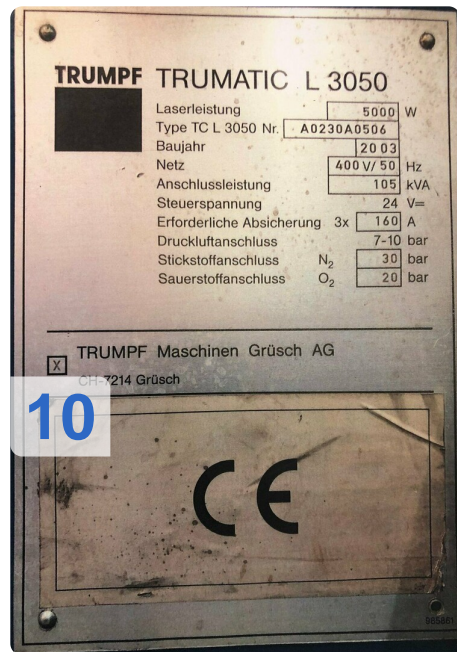 TRUMPF TRUMATIC L 3050
Laserleistung 5000 W
Type TC L 3050 Nr. A0230A0506
Baujahr 20 03
Netz 400 V/ 50 Hz
Anschlussleistung 105 kVA
Steuerspannung 24 V=
Erforderliche Absicherung 3x 160 A
Druckluftanschluss 7-10 bar
Stickstoffanschluss N₂ 30 bar
Sauerstoffanschluss O₂ 20 bar
X TRUMPF Maschinen Grüsch AG
CH-7214 Grüsch
10
CE